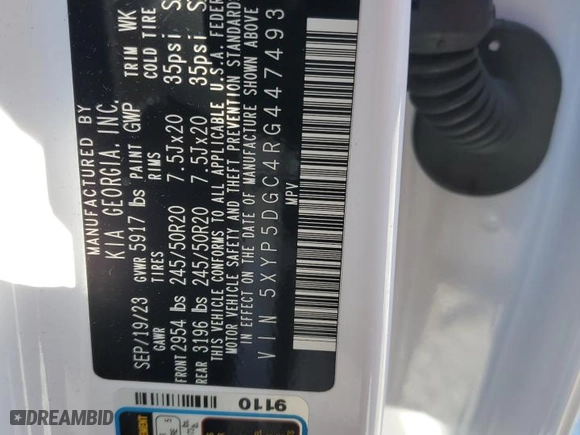 MANUFACTURED BY
KIA GEORGIA, INC.
SEP/19/23 GVWR 5917 lbs PAINT GWP TRIM WK
GAWR TIRES RIMS COLD TIRE
FRONT 2954 lbs 245/50R20 7.5Jx20 35psi
REAR 3196 lbs 245/50R20 7.5Jx20 35psi
THIS VEHICLE CONFORMS TO ALL APPLICABLE U.S.A. FEDER
MOTOR VEHICLE SAFETY AND THEFT PREVENTION STANDARD
IN EFFECT ON THE DATE OF MANUFACTURE SHOWN ABOVE
VIN 5XYP5DGC4RG447493
MPV
9110
DREAMBID